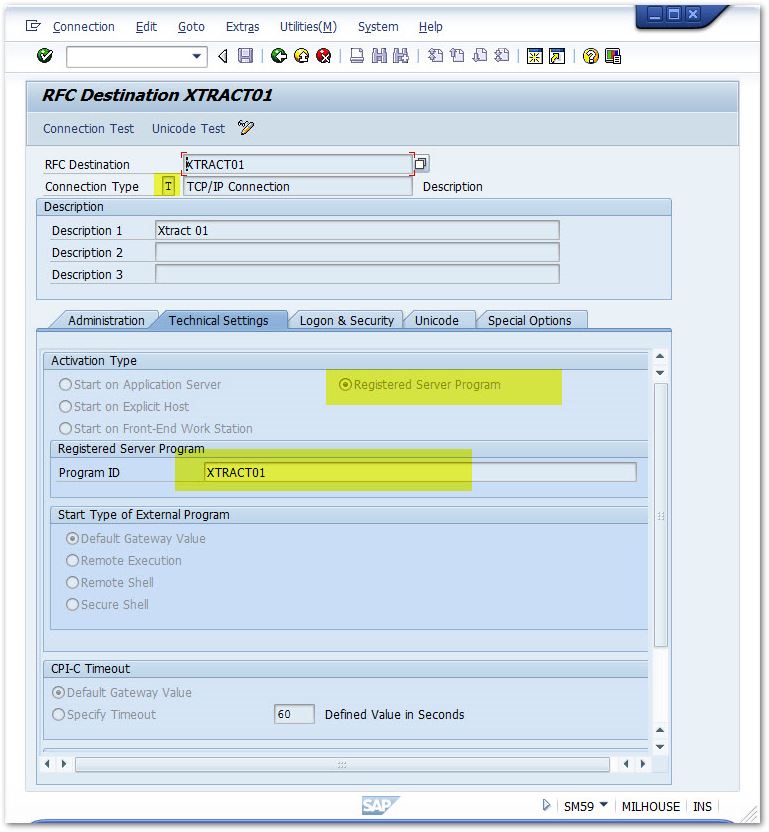 Connection Edit Goto Extras Utilities(M) System Help
RFC Destination XTRACT01
Connection Test Unicode Test
RFC Destination XTRACT01
Connection Type T TCP/IP Connection Description
Description
Description 1 Xtract 01
Description 2
Description 3
Administration Technical Settings Logon & Security Unicode Special Options
Activation Type
Start on Application Server Registered Server Program
Start on Explicit Host
Start on Front-End Work Station
Registered Server Program
Program ID XTRACT01
Start Type of External Program
Default Gateway Value
Remote Execution
Remote Shell
Secure Shell
CPI-C Timeout
Default Gateway Value
Specify Timeout 60 Defined Value in Seconds
SAP SM59 MILHOUSE INS